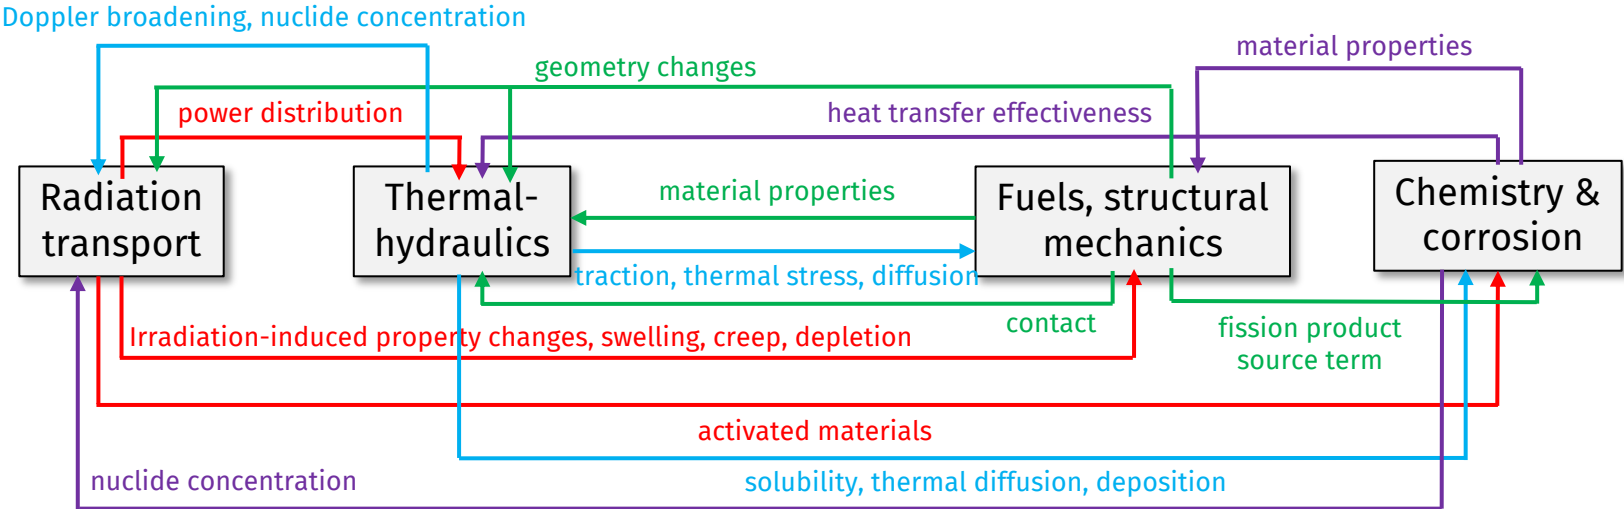 Doppler broadening, nuclide concentration
material properties
geometry changes
power distribution
heat transfer effectiveness
Radiation
transport
Thermal-
hydraulics
material properties
Fuels, structural
mechanics
Chemistry &
corrosion
traction, thermal stress, diffusion
contact
fission product
source term
Irradiation-induced property changes, swelling, creep, depletion
activated materials
nuclide concentration
solubility, thermal diffusion, deposition